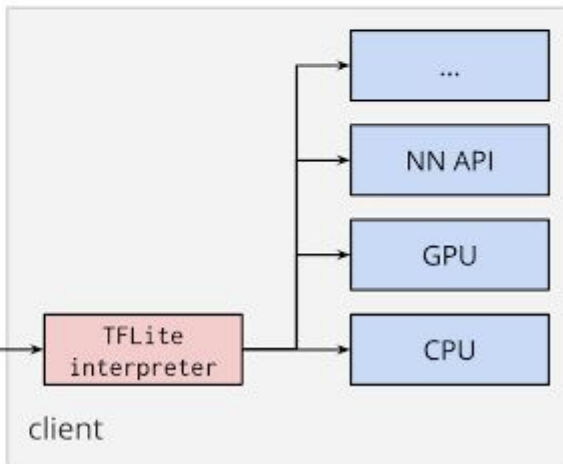 ...
NN API
GPU
TFLite
interpreter
CPU
client